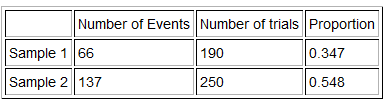 Number of Events Number of trials Proportion
Sample 1 66 190 0.347
Sample 2 137 250 0.548